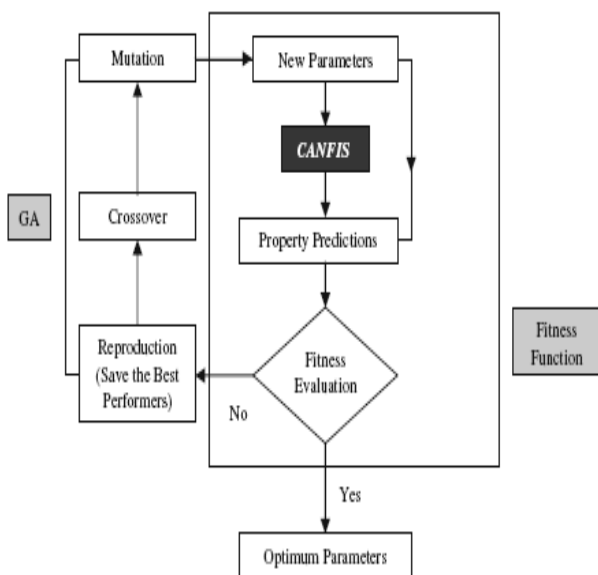 Mutation
New Parameters
CANFIS
GA
Crossover
Property Predictions
Reproduction
(Save the Best
Performers)
Fitness
Evaluation
Fitness
Function
No
Yes
Optimum Parameters